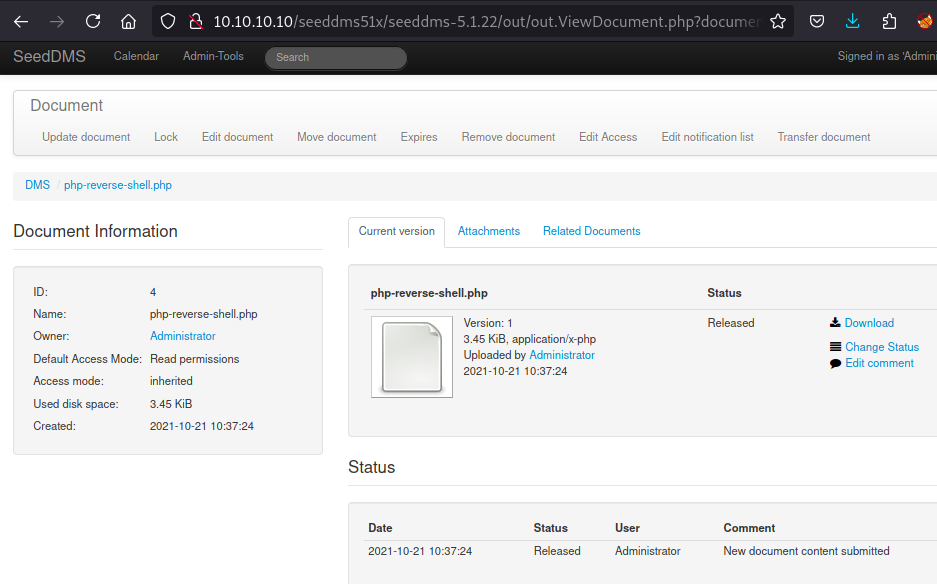 10.10.10.10/seeddms51x/seeddms-5.1.22/out/out.ViewDocument.php?documen
SeedDMS Calendar Admin-Tools Search Signed in as 'Admini
Document
Update document Lock Edit document Move document Expires Remove document Edit Access Edit notification list Transfer document
DMS / php-reverse-shell.php
Document Information
ID: 4
Name: php-reverse-shell.php
Owner: Administrator
Default Access Mode: Read permissions
Access mode: inherited
Used disk space: 3.45 KiB
Created: 2021-10-21 10:37:24
Current version Attachments Related Documents
php-reverse-shell.php Status
Version: 1 Released Download
3.45 KiB, application/x-php
Uploaded by Administrator Change Status
2021-10-21 10:37:24 Edit comment
Status
Date Status User Comment
2021-10-21 10:37:24 Released Administrator New document content submitted